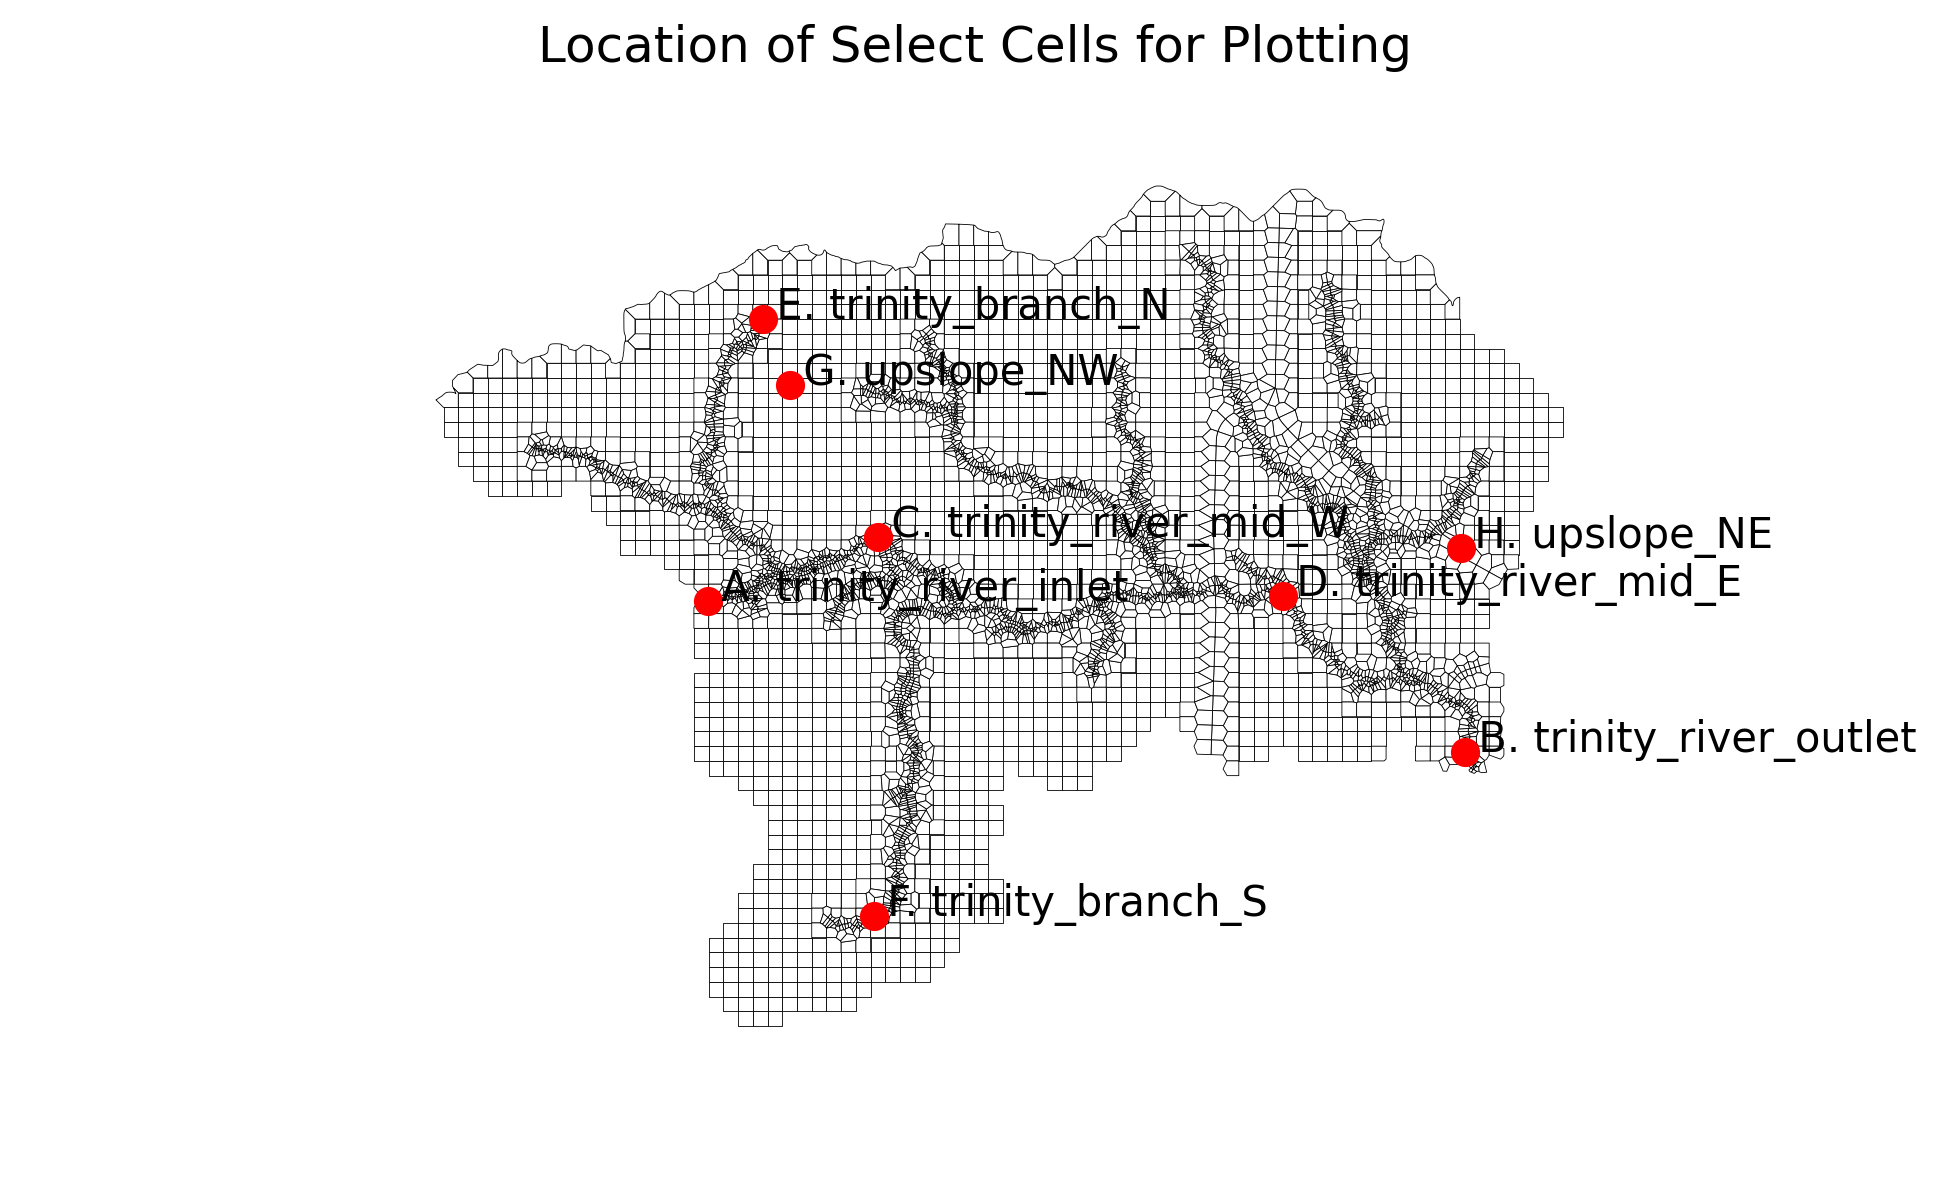 Location of Select Cells for Plotting
E. trinity_branch_N
G. upslope_NW
C. trinity_river_mid_W
H. upslope_NE
A. trinity_river_inlet
D. trinity_river_mid_E
B. trinity_river_outlet
F. trinity_branch_S